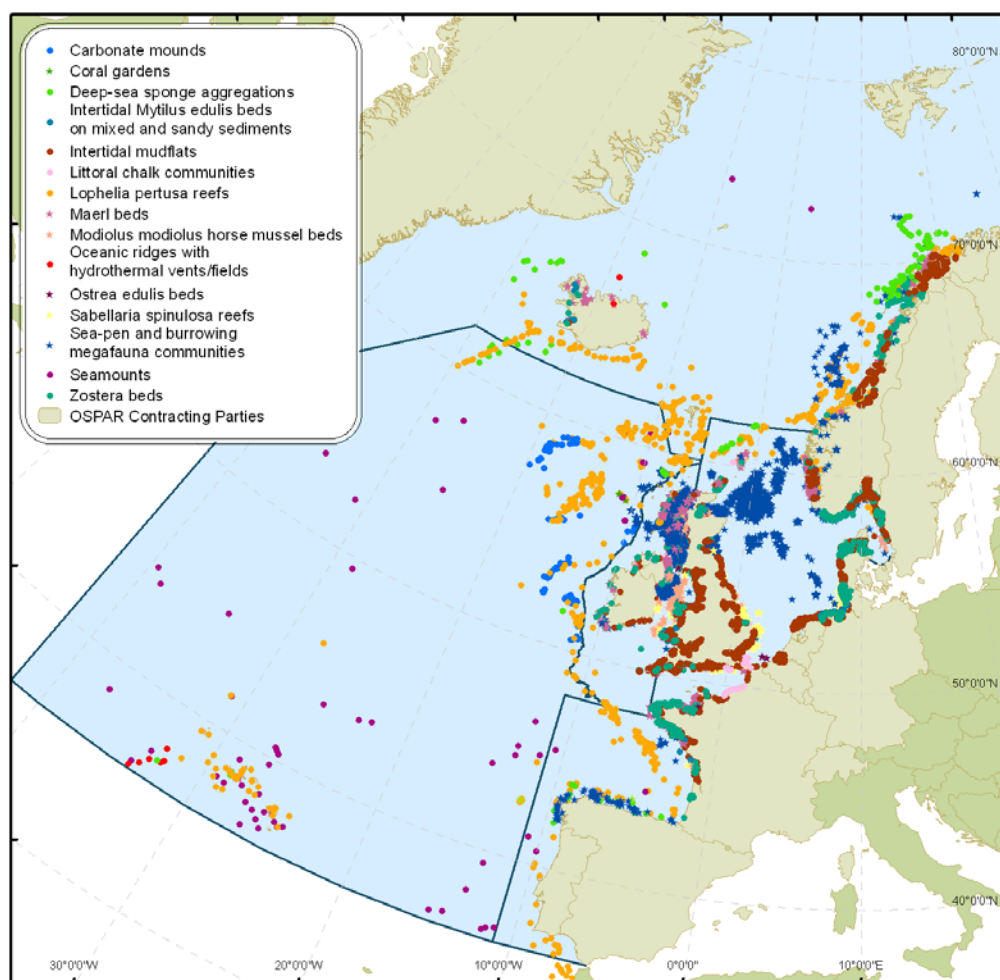 Carbonate mounds
Coral gardens
Deep-sea sponge aggregations
Intertidal Mytilus edulis beds
on mixed and sandy sediments
Intertidal mudflats
Littoral chalk communities
Lophelia pertusa reefs
Maerl beds
Modiolus modiolus horse mussel beds
Oceanic ridges with
hydrothermal vents/fields
Ostrea edulis beds
Sabellaria spinulosa reefs
Sea-pen and burrowing
megafauna communities
Seamounts
Zostera beds
OSPAR Contracting Parties
80°0'0"N
70°0'0"N
60°0'0"N
50°0'0"N
40°0'0"N
30°0'0"W
20°0'0"W
10°0'0"W
0°0'0"
10°0'0"E